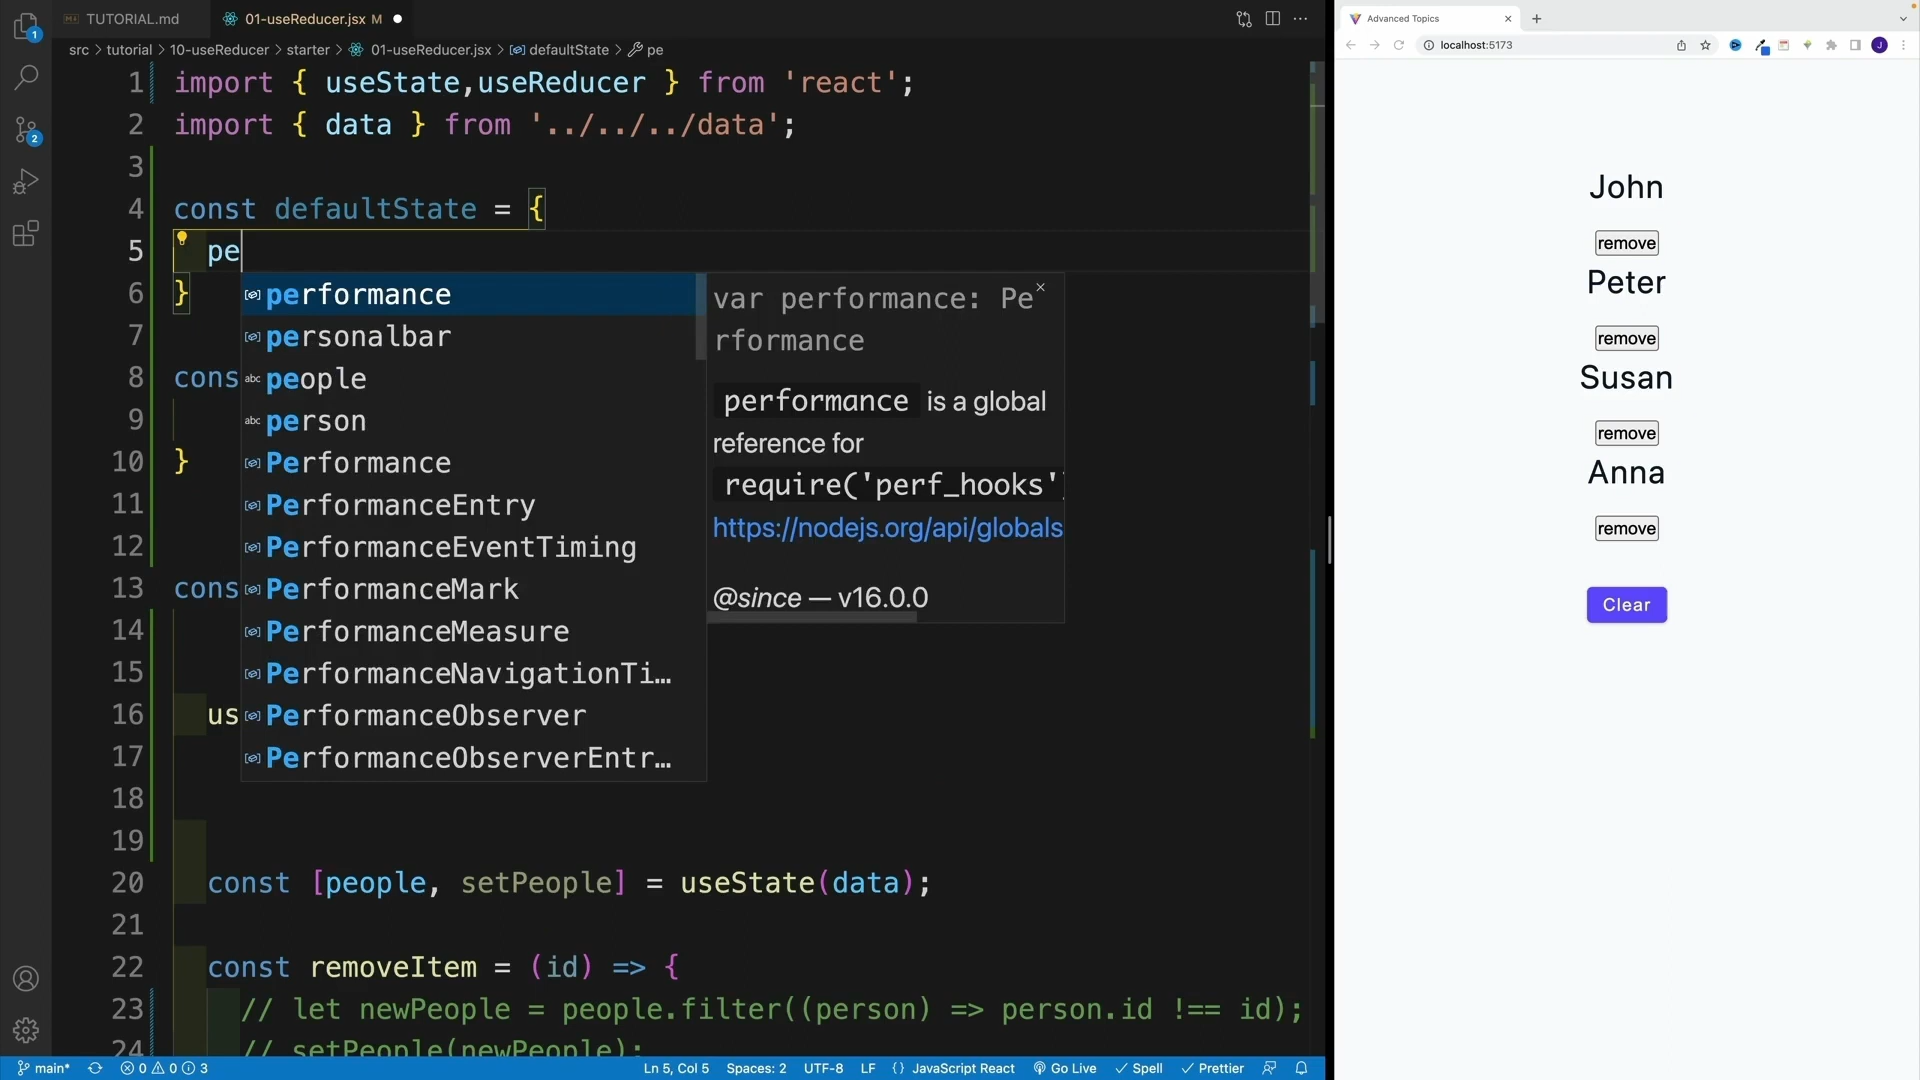 TUTORIAL.md
01-useReducer.jsx M
src > tutorial > 10-useReducer > starter > 01-useReducer.jsx > defaultState > pe
1 import { useState,useReducer } from 'react';
2 import { data } from '../../../data';
3
4 const defaultState = {
5 pe
6 }
7
8 cons
9
10 }
11
12
13 cons
14
15
16 us
17
18
19
20 const [people, setPeople] = useState(data);
21
22 const removeItem = (id) => {
23 // let newPeople = people.filter((person) => person.id !== id);
24 // setPeople(newPeople);
performance
personalbar
abc people
abc person
Performance
PerformanceEntry
PerformanceEventTiming
PerformanceMark
PerformanceMeasure
PerformanceNavigationTi…
PerformanceObserver
PerformanceObserverEntr…
var performance: Pe
rformance
performance is a global
reference for
require('perf_hooks')
https://nodejs.org/api/globals
@since — v16.0.0
1
2
main* 0 0 3 Ln 5, Col 5 Spaces: 2 UTF-8 LF {} JavaScript React Go Live Spell Prettier
Advanced Topics
localhost:5173
J
John
remove
Peter
remove
Susan
remove
Anna
remove
Clear